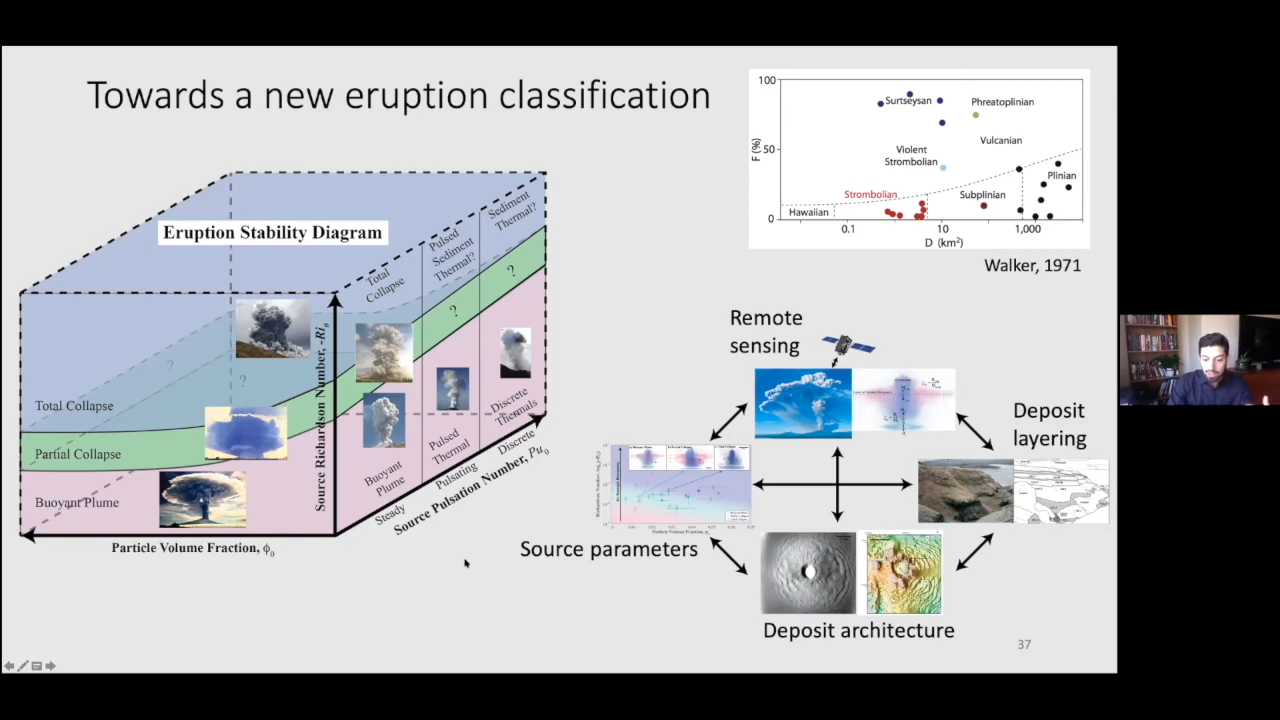 Towards a new eruption classification
Eruption Stability Diagram
Total Collapse
Partial Collapse
Buoyant Plume
?
?
Source Richardson Number, -Ri₀
Particle Volume Fraction, ϕ₀
Total
Collapse
Pulsed
Sediment
Thermal?
Sediment
Thermal?
?
?
Buoyant
Plume
Pulsed
Thermal
Discrete
Thermals
Steady
Pulsating
Discrete
Source Pulsation Number, Pu₀
100
50
0
F (%)
Surtseysan
Phreatoplinian
Vulcanian
Violent
Strombolian
Strombolian
Subplinian
Plinian
Hawaiian
0.1
10
1,000
D (km²)
Walker, 1971
Remote
sensing
Deposit
layering
Source parameters
Deposit architecture
37